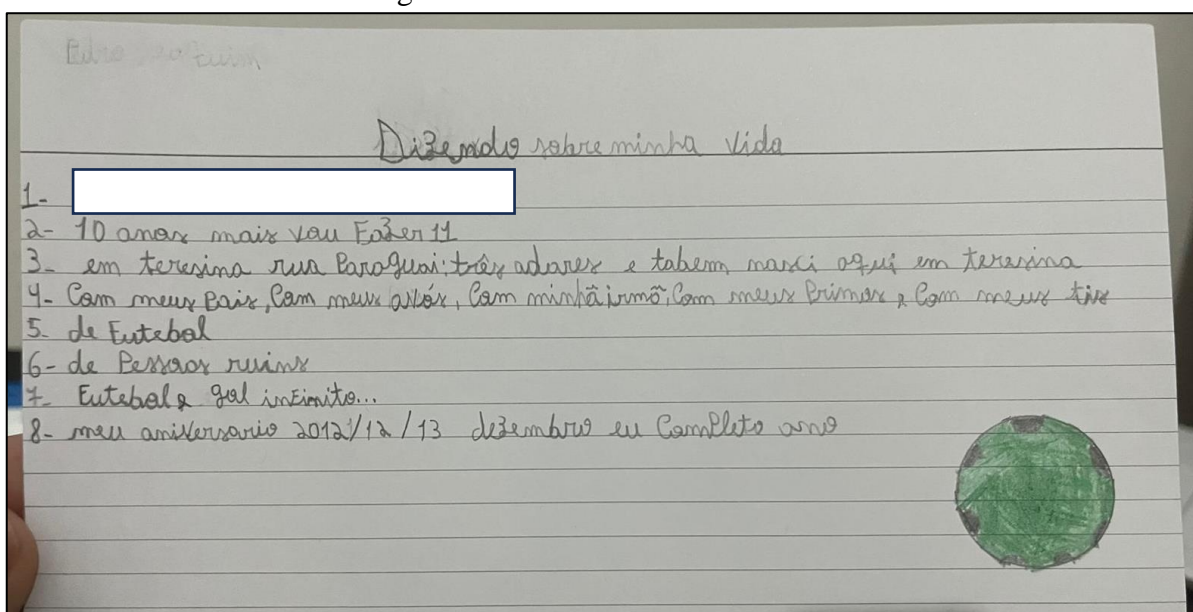 Dizendo sobre minha vida
1-
2- 10 anos mais vou Fazer 11
3- em teresina rua Paraguai; três adares e tabem nasci aqui em teresina
4- Com meus Pais, Com meus avós, Com minhã irmã, Com meus Primos e Com meus tios
5- de Futebol
6- de Pessoas ruins
7- Futebol e gol inFinito...
8- meu aniversario 2012/12/13 dezembro eu Completo ano